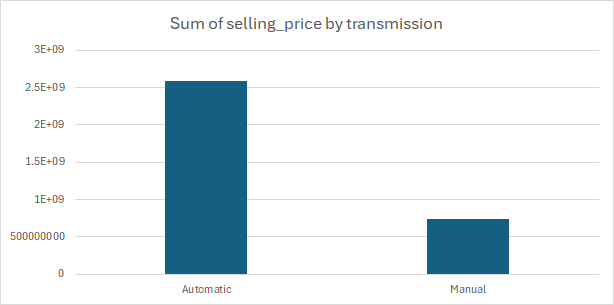 Sum of selling_price by transmission
3E+09
2.5E+09
2E+09
1.5E+09
1E+09
500000000
0
Automatic
Manual